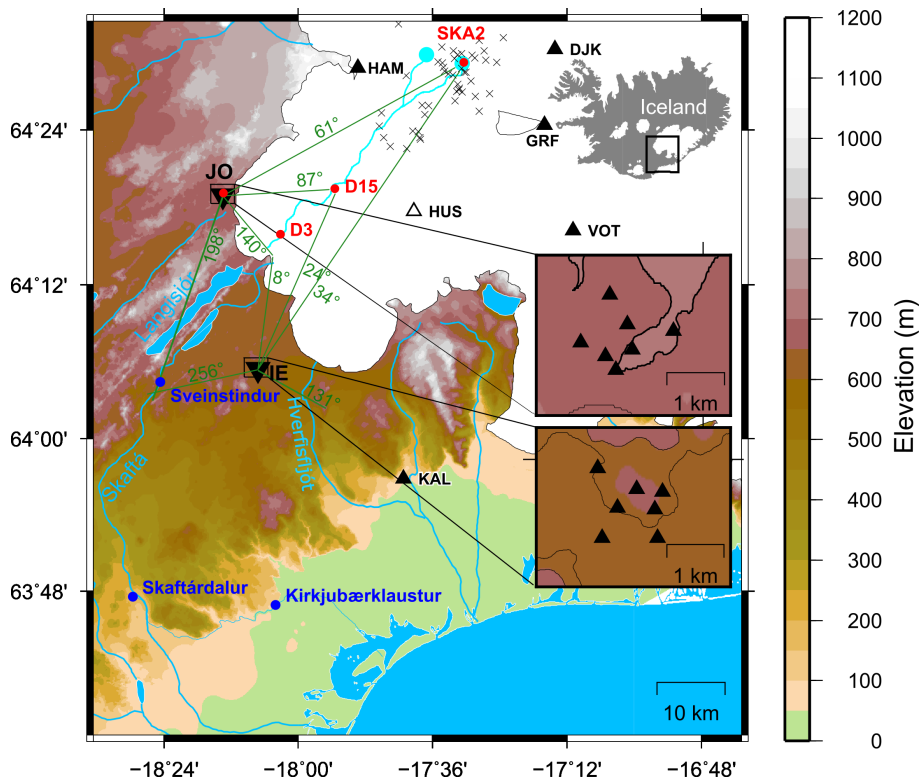 SKA2
DJK
HAM
Iceland
GRF
64°24'
61°
JO
87°
D15
HUS
VOT
D3
140°
198°
64°12'
8°
24°
34°
Langisjór
1 km
256°
IE
131°
Sveinstindur
Hverfisfljót
64°00'
Skaftá
KAL
1 km
Skaftárdalur
Kirkjubærklaustur
63°48'
10 km
−18°24'
−18°00'
−17°36'
−17°12'
−16°48'
1200
1100
1000
900
800
700
600
500
400
300
200
100
0
Elevation (m)